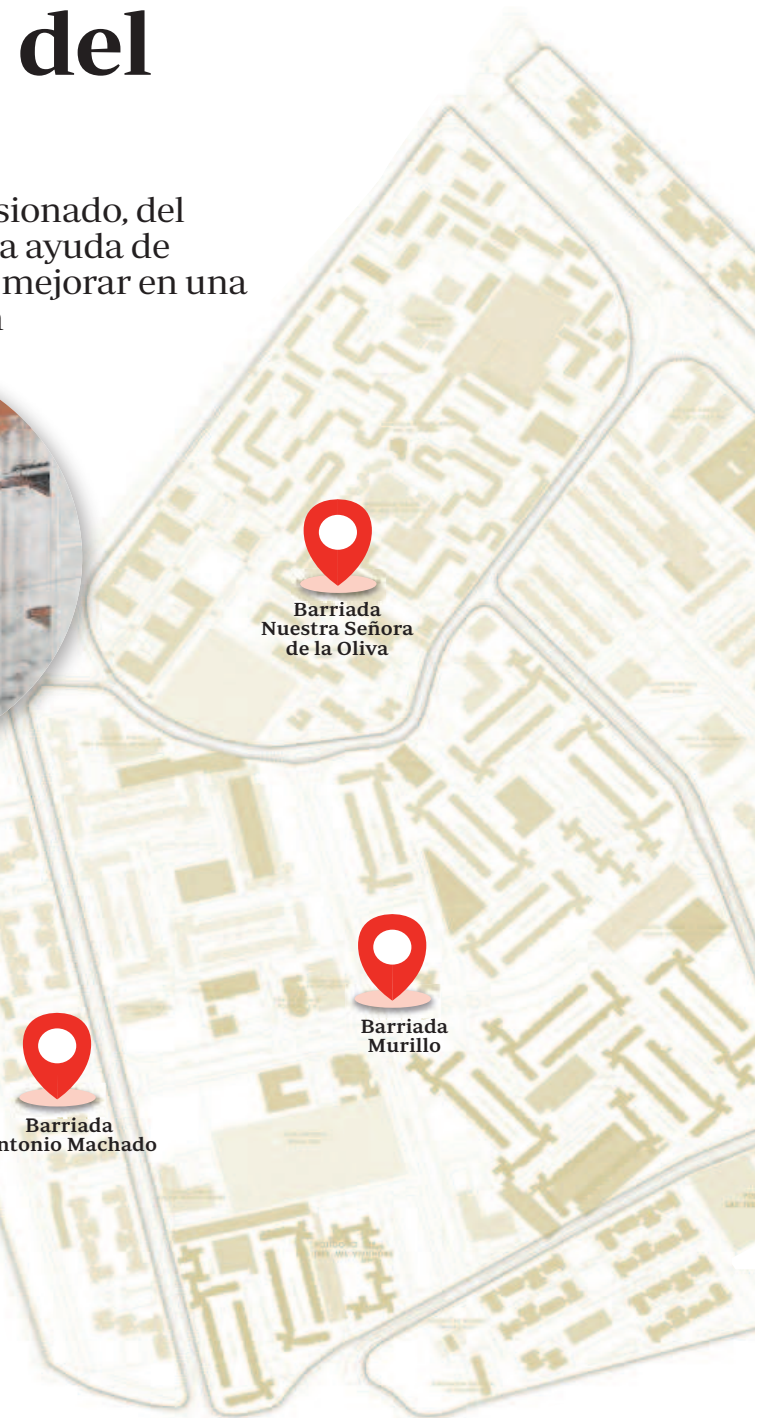 del
sionado, del
a ayuda de
mejorar en una
Barriada
Nuestra Señora
de la Oliva
Barriada
Murillo
Barriada
ntonio Machado